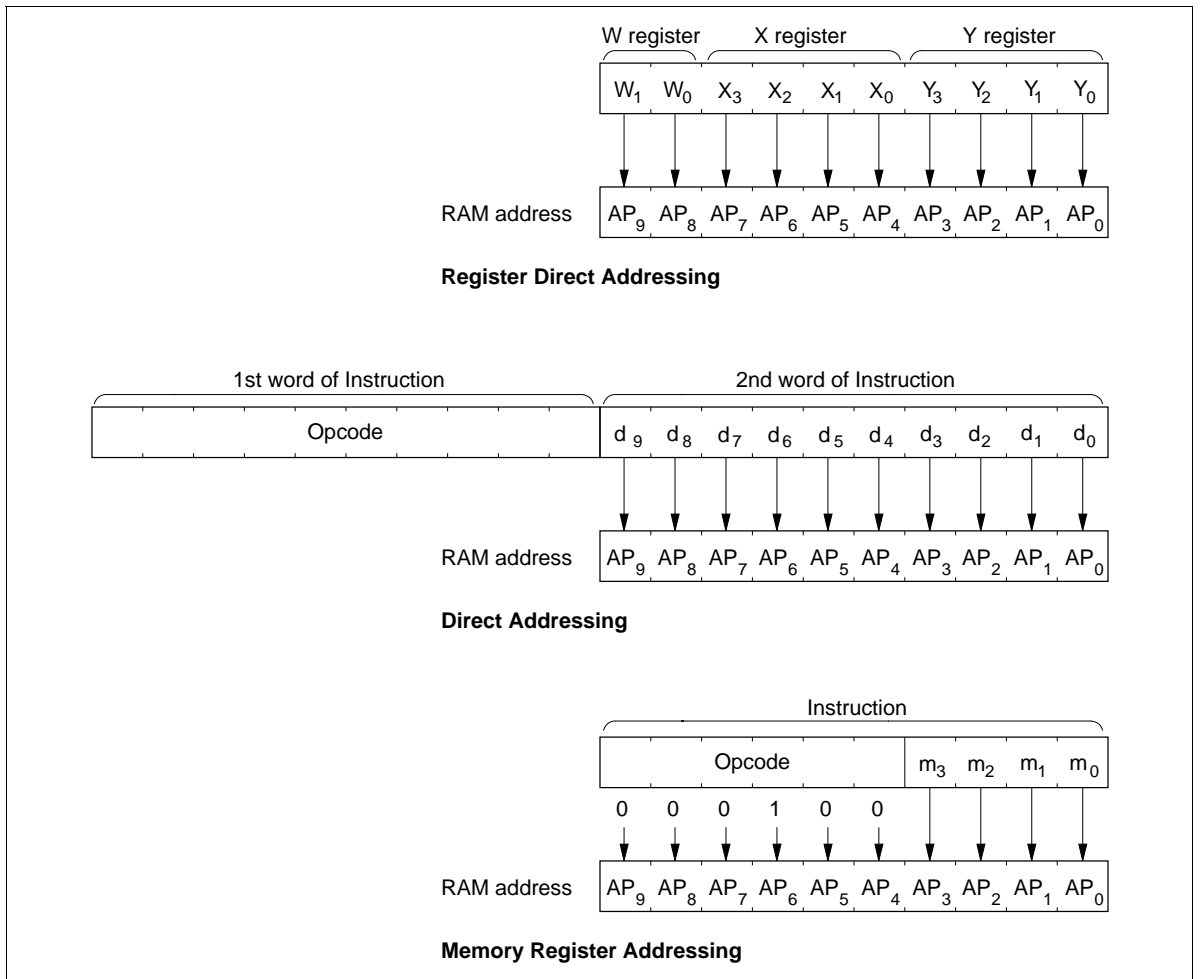 W register X register Y register
W1 W0 X3 X2 X1 X0 Y3 Y2 Y1 Y0
RAM address AP9 AP8 AP7 AP6 AP5 AP4 AP3 AP2 AP1 AP0
Register Direct Addressing
1st word of Instruction 2nd word of Instruction
Opcode d9 d8 d7 d6 d5 d4 d3 d2 d1 d0
RAM address AP9 AP8 AP7 AP6 AP5 AP4 AP3 AP2 AP1 AP0
Direct Addressing
Instruction
Opcode m3 m2 m1 m0
0 0 0 1 0 0
RAM address AP9 AP8 AP7 AP6 AP5 AP4 AP3 AP2 AP1 AP0
Memory Register Addressing